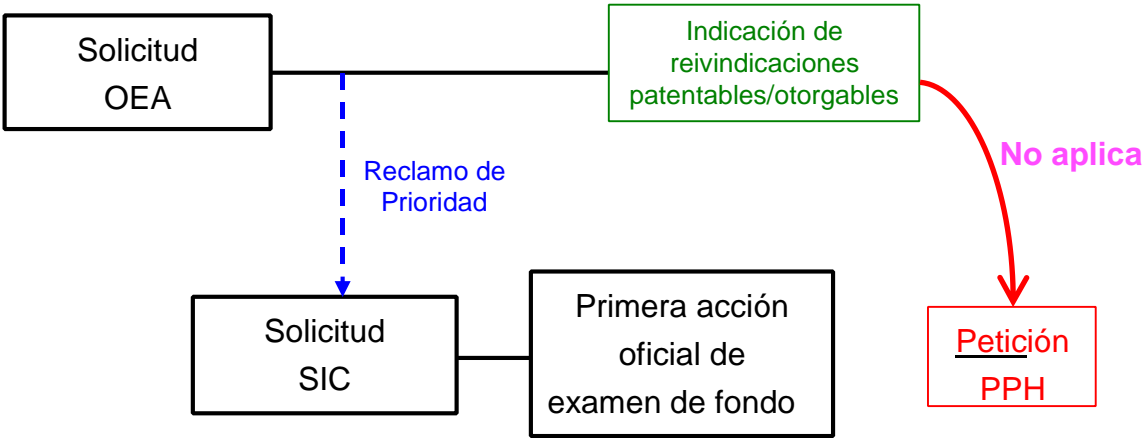 Solicitud
OEA
Indicación de
reivindicaciones
patentables/otorgables
No aplica
Reclamo de
Prioridad
Solicitud
SIC
Primera acción
oficial de
examen de fondo
Petición
PPH